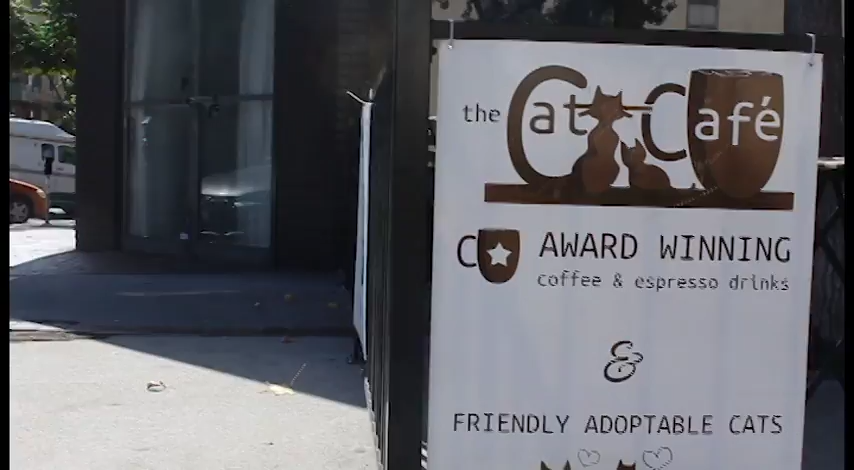 the Cat Café
AWARD WINNING
coffee & espresso drinks
&
FRIENDLY ADOPTABLE CATS